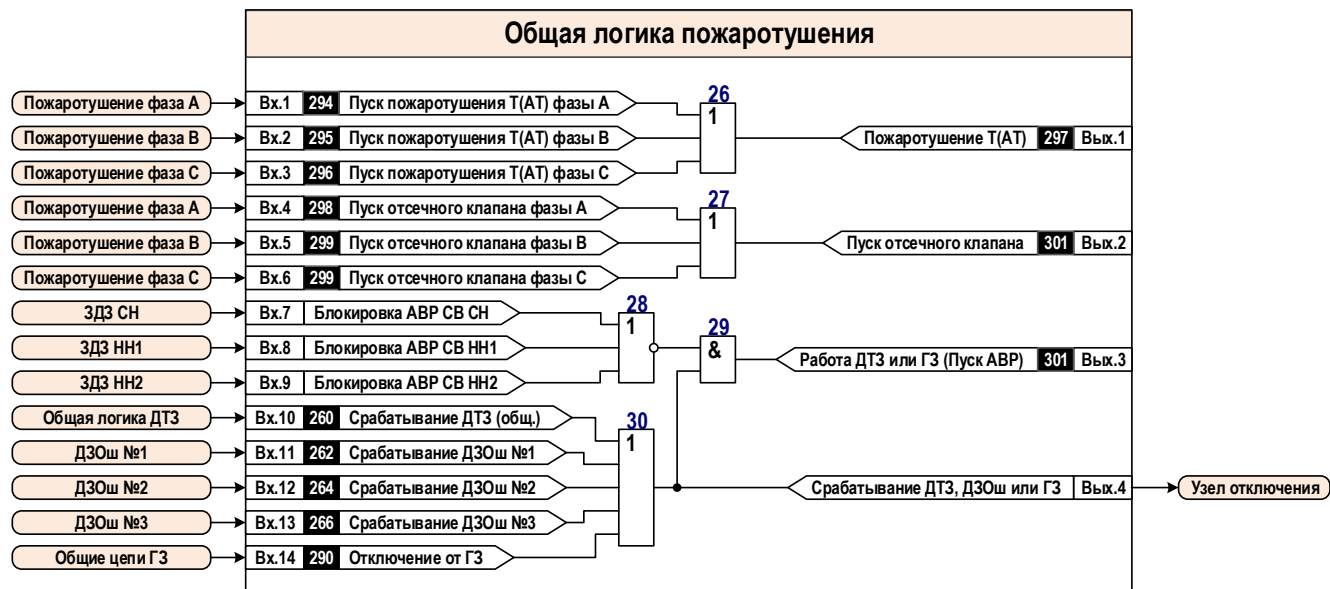 Общая логика пожаротушения
Пожаротушение фаза А Вх.1 294 Пуск пожаротушения Т(АТ) фазы А 26
1
Пожаротушение фаза В Вх.2 295 Пуск пожаротушения Т(АТ) фазы В Пожаротушение Т(АТ) 297 Вых.1
Пожаротушение фаза С Вх.3 296 Пуск пожаротушения Т(АТ) фазы С
Пожаротушение фаза А Вх.4 298 Пуск отсечного клапана фазы А 27
1
Пожаротушение фаза В Вх.5 299 Пуск отсечного клапана фазы В Пуск отсечного клапана 301 Вых.2
Пожаротушение фаза С Вх.6 299 Пуск отсечного клапана фазы С
ЗДЗ СН Вх.7 Блокировка АВР СВ СН 28
1 29
ЗДЗ НН1 Вх.8 Блокировка АВР СВ НН1 & Работа ДТЗ или ГЗ (Пуск АВР) 301 Вых.3
ЗДЗ НН2 Вх.9 Блокировка АВР СВ НН2
Общая логика ДТЗ Вх.10 260 Срабатывание ДТЗ (общ.) 30
1
ДЗОш №1 Вх.11 262 Срабатывание ДЗОш №1
ДЗОш №2 Вх.12 264 Срабатывание ДЗОш №2 Срабатывание ДТЗ, ДЗОш или ГЗ Вых.4 Узел отключения
ДЗОш №3 Вх.13 266 Срабатывание ДЗОш №3
Общие цепи ГЗ Вх.14 290 Отключение от ГЗ